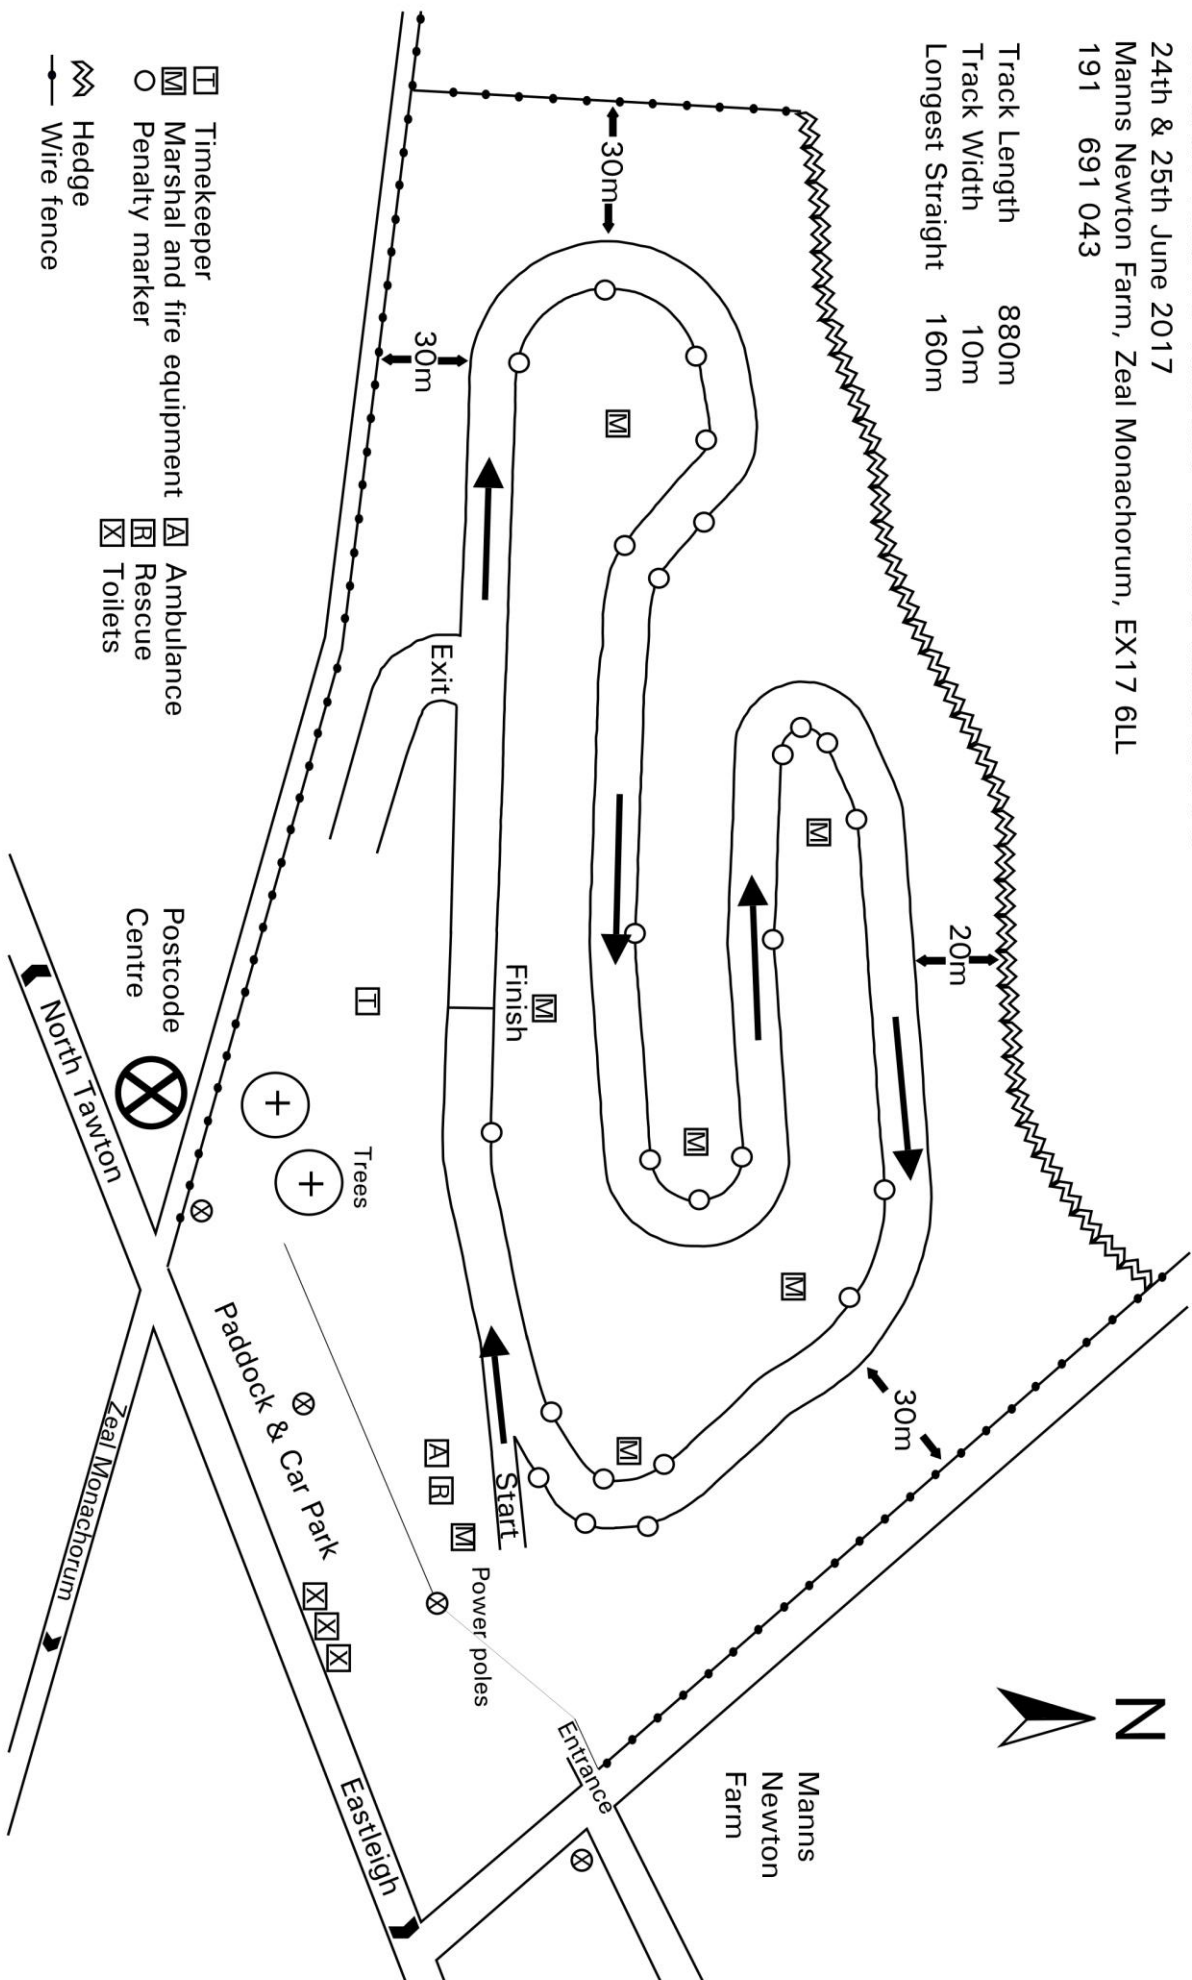 24th & 25th June 2017
Manns Newton Farm, Zeal Monachorum, EX17 6LL
191 691 043
Track Length 880m
Track Width 10m
Longest Straight 160m
N
Manns
Newton
Farm
30m
20m
30m
30m
M
M
M
M
M
M
Finish
Start
Exit
T
A
R
M
Power poles
Entrance
Trees
Paddock & Car Park
X
X
X
Eastleigh
Postcode
Centre
North Tawton
Zeal Monachorum
T Timekeeper
M Marshal and fire equipment
Penalty marker
Hedge
Wire fence
A Ambulance
R Rescue
X Toilets